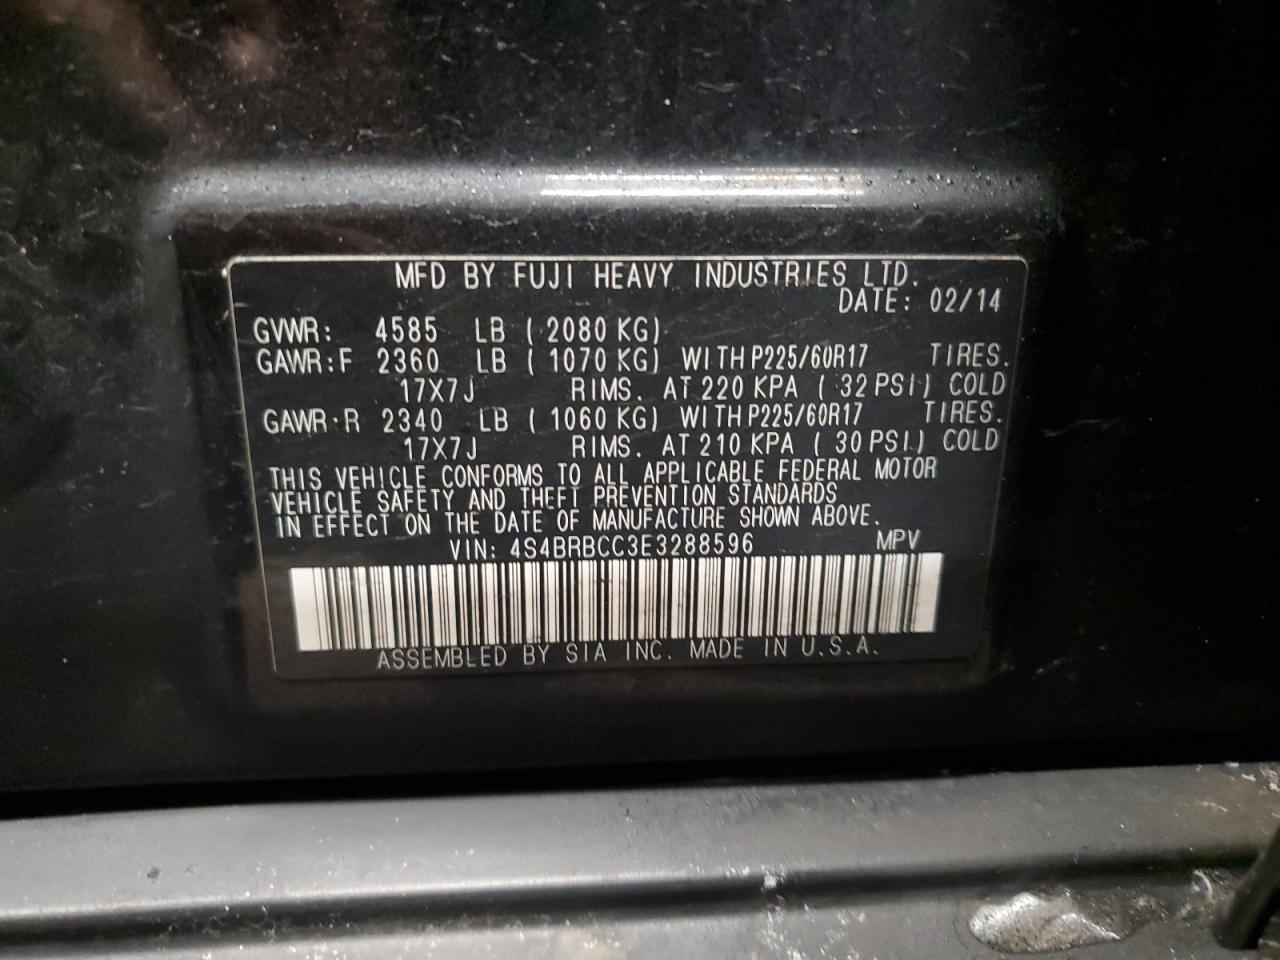 MFD BY FUJI HEAVY INDUSTRIES LTD.
DATE: 02/14
GVWR: 4585 LB ( 2080 KG)
GAWR:F 2360 LB ( 1070 KG) WITH P225/60R17 TIRES.
17X7J RIMS. AT 220 KPA ( 32 PSI) COLD
GAWR:R 2340 LB ( 1060 KG) WITH P225/60R17 TIRES.
17X7J RIMS. AT 210 KPA ( 30 PSI.) COLD
THIS VEHICLE CONFORMS TO ALL APPLICABLE FEDERAL MOTOR
VEHICLE SAFETY AND THEFT PREVENTION STANDARDS
IN EFFECT ON THE DATE OF MANUFACTURE SHOWN ABOVE.
VIN: 4S4BRBCC3E3288596 MPV
ASSEMBLED BY SIA INC. MADE IN U.S.A.